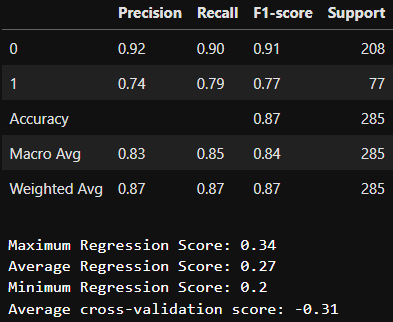 Precision Recall F1-score Support
0 0.92 0.90 0.91 208
1 0.74 0.79 0.77 77
Accuracy 0.87 285
Macro Avg 0.83 0.85 0.84 285
Weighted Avg 0.87 0.87 0.87 285
Maximum Regression Score: 0.34
Average Regression Score: 0.27
Minimum Regression Score: 0.2
Average cross-validation score: -0.31